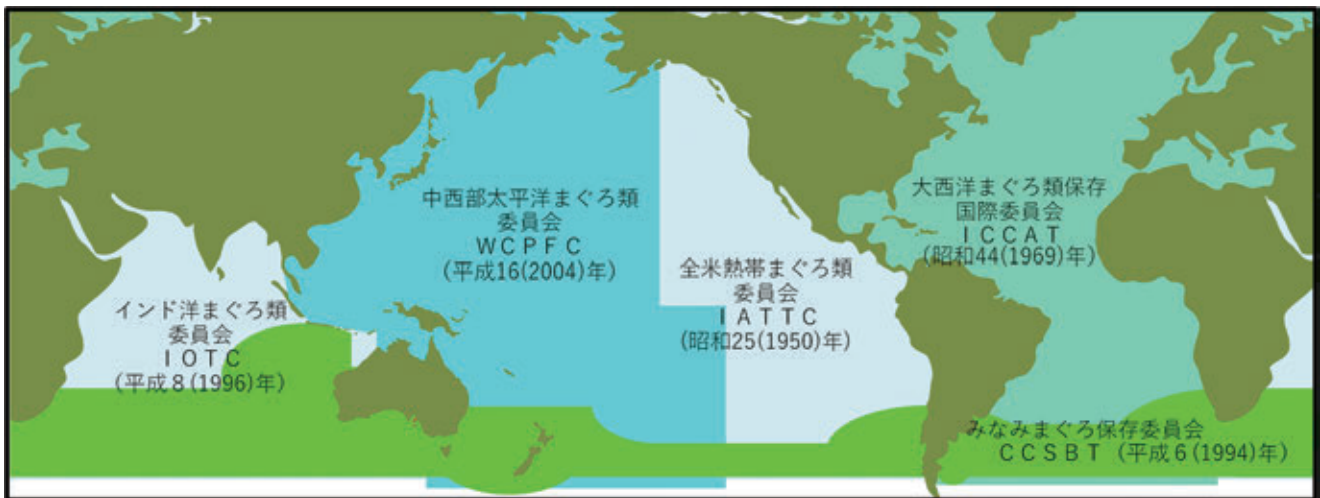 中西部太平洋まぐろ類
委員会
ＷＣＰＦＣ
(平成16(2004)年)
大西洋まぐろ類保存
国際委員会
ＩＣＣＡＴ
(昭和44(1969)年)
全米熱帯まぐろ類
委員会
ＩＡＴＴＣ
(昭和25(1950)年)
インド洋まぐろ類
委員会
ＩＯＴＣ
(平成８(1996)年)
みなみまぐろ保存委員会
ＣＣＳＢＴ (平成６(1994)年)